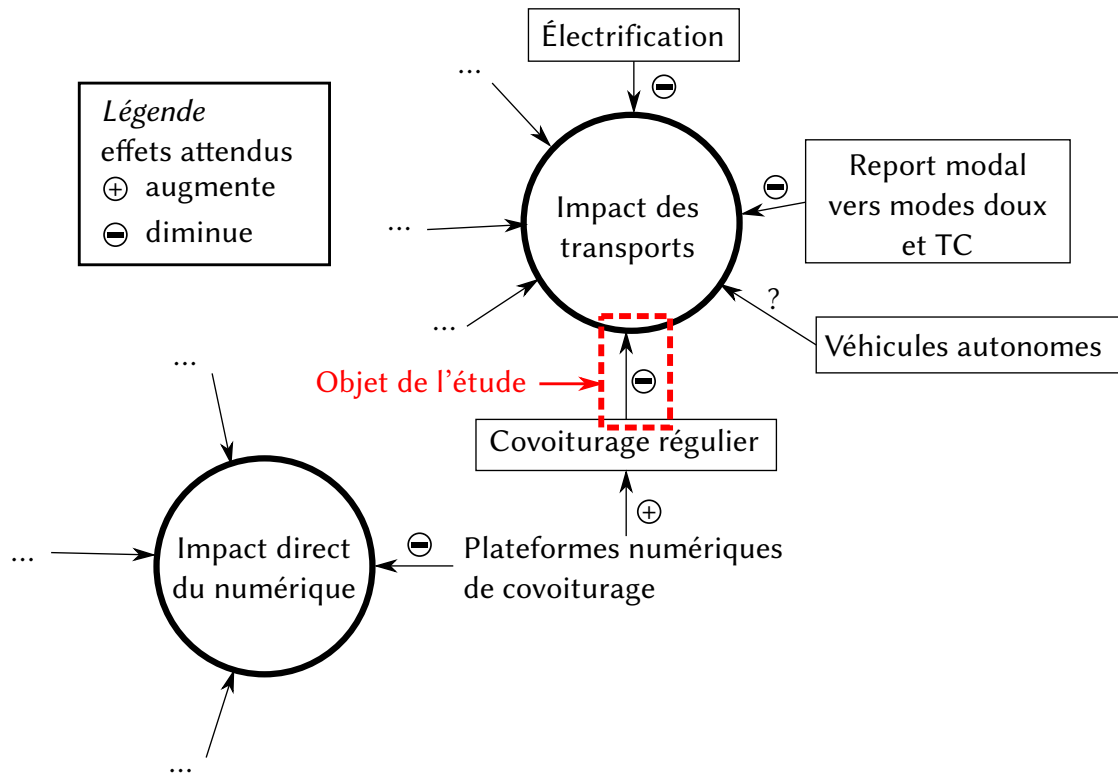 Électrification
...
Légende
effets attendus
+ augmente
- diminue
-
Report modal
vers modes doux
et TC
-
Impact des
transports
...
?
...
Véhicules autonomes
...
Objet de l'étude
-
Covoiturage régulier
+
...
Impact direct
du numérique
-
Plateformes numériques
de covoiturage
...